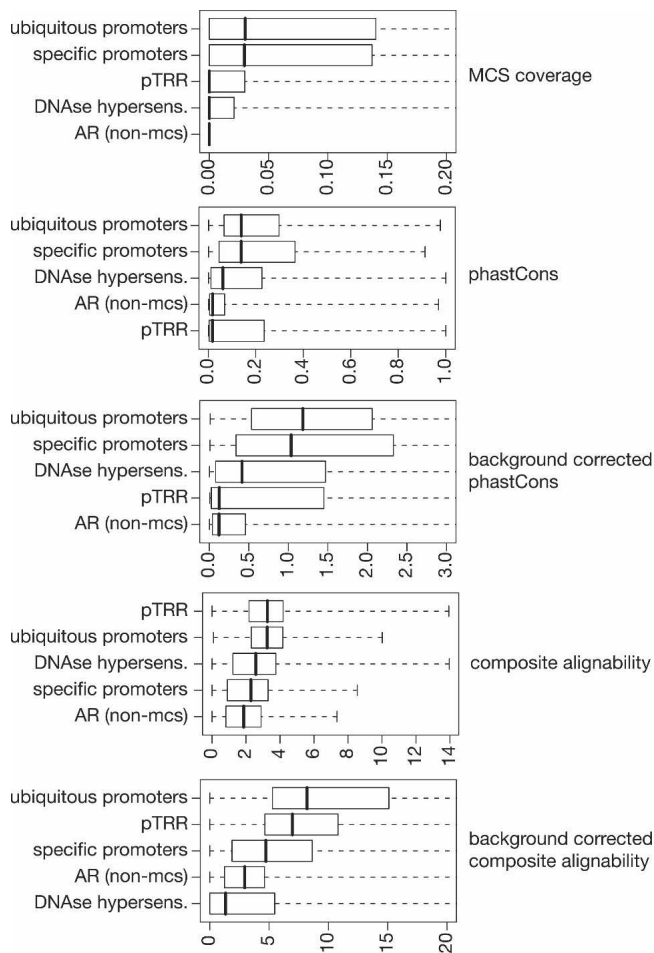 ubiquitous promoters
specific promoters
pTRR
DNAse hypersens.
AR (non-mcs)
MCS coverage
0.00 0.05 0.10 0.15 0.20
ubiquitous promoters
specific promoters
DNAse hypersens.
AR (non-mcs)
pTRR
phastCons
0.0 0.2 0.4 0.6 0.8 1.0
ubiquitous promoters
specific promoters
DNAse hypersens.
pTRR
AR (non-mcs)
background corrected
phastCons
0.0 0.5 1.0 1.5 2.0 2.5 3.0
pTRR
ubiquitous promoters
DNAse hypersens.
specific promoters
AR (non-mcs)
composite alignability
0 2 4 6 8 10 12 14
ubiquitous promoters
pTRR
specific promoters
AR (non-mcs)
DNAse hypersens.
background corrected
composite alignability
0 5 10 15 20